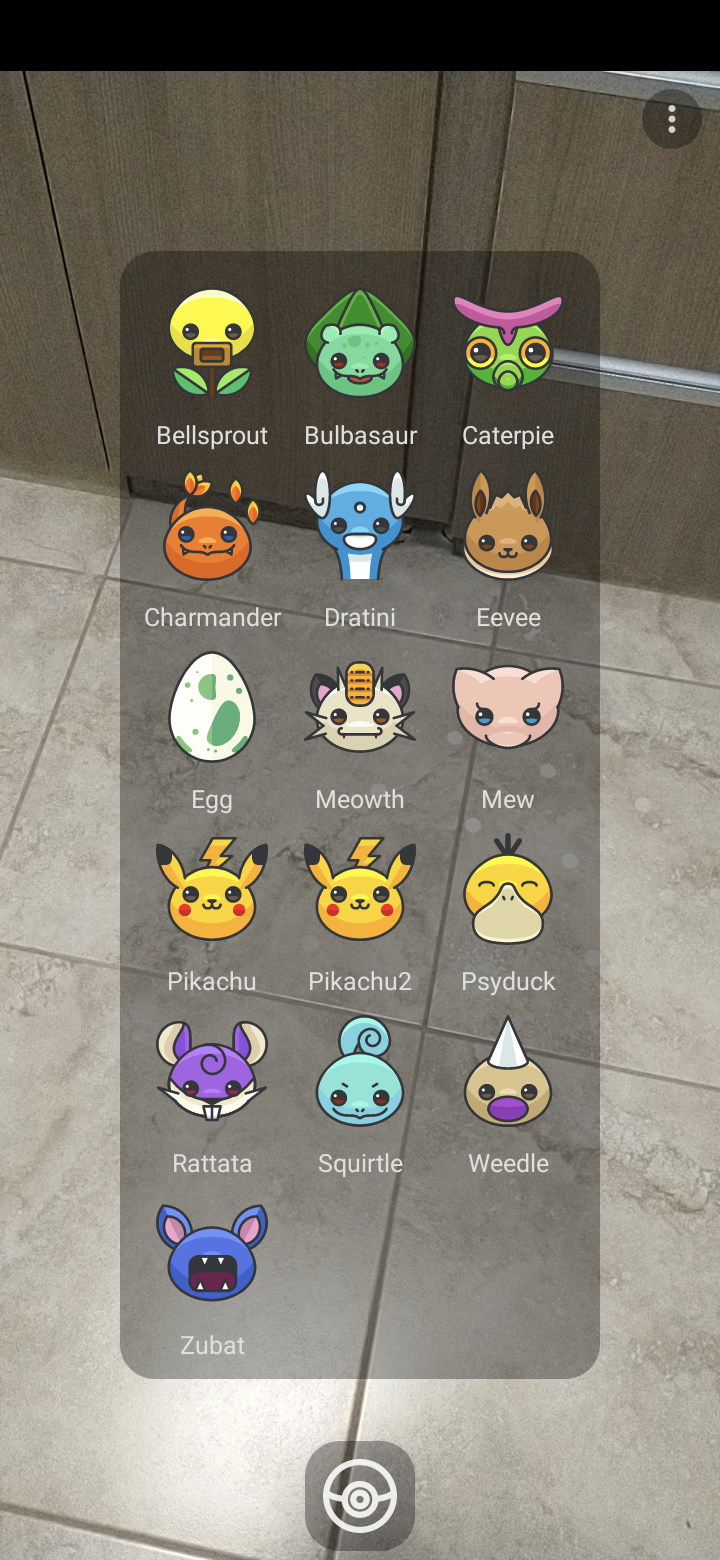 Bellsprout Bulbasaur Caterpie
Charmander Dratini Eevee
Egg Meowth Mew
Pikachu Pikachu2 Psyduck
Rattata Squirtle Weedle
Zubat